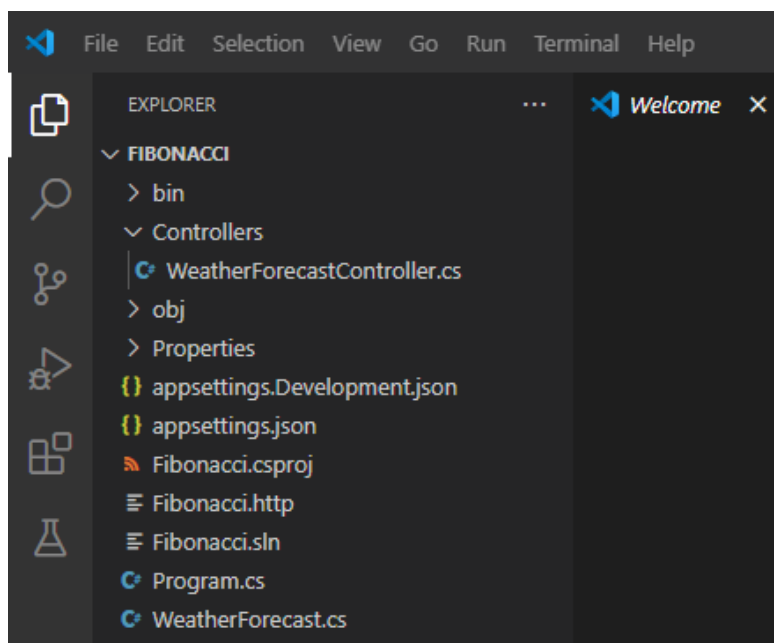 File Edit Selection View Go Run Terminal Help
EXPLORER
Welcome
FIBONACCI
bin
Controllers
C# WeatherForecastController.cs
obj
Properties
{} appsettings.Development.json
{} appsettings.json
Fibonacci.csproj
Fibonacci.http
Fibonacci.sln
C# Program.cs
C# WeatherForecast.cs